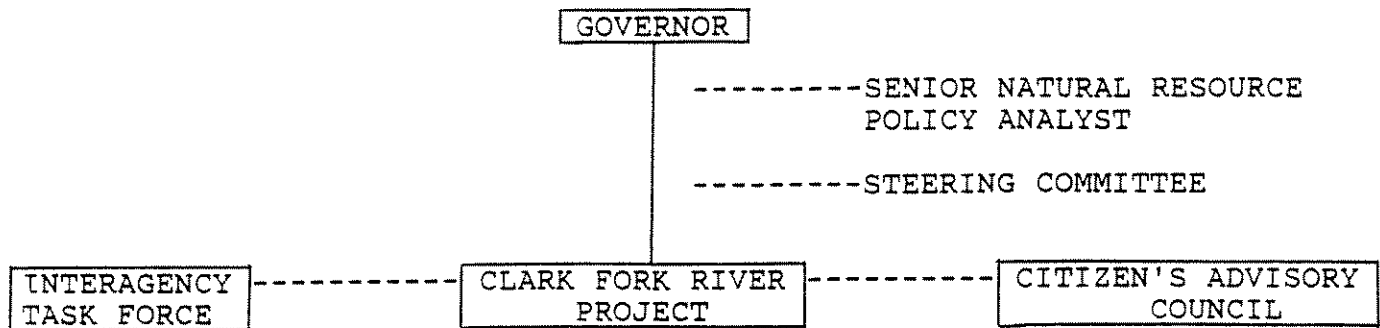 GOVERNOR
SENIOR NATURAL RESOURCE
POLICY ANALYST
STEERING COMMITTEE
INTERAGENCY
TASK FORCE
CLARK FORK RIVER
PROJECT
CITIZEN'S ADVISORY
COUNCIL